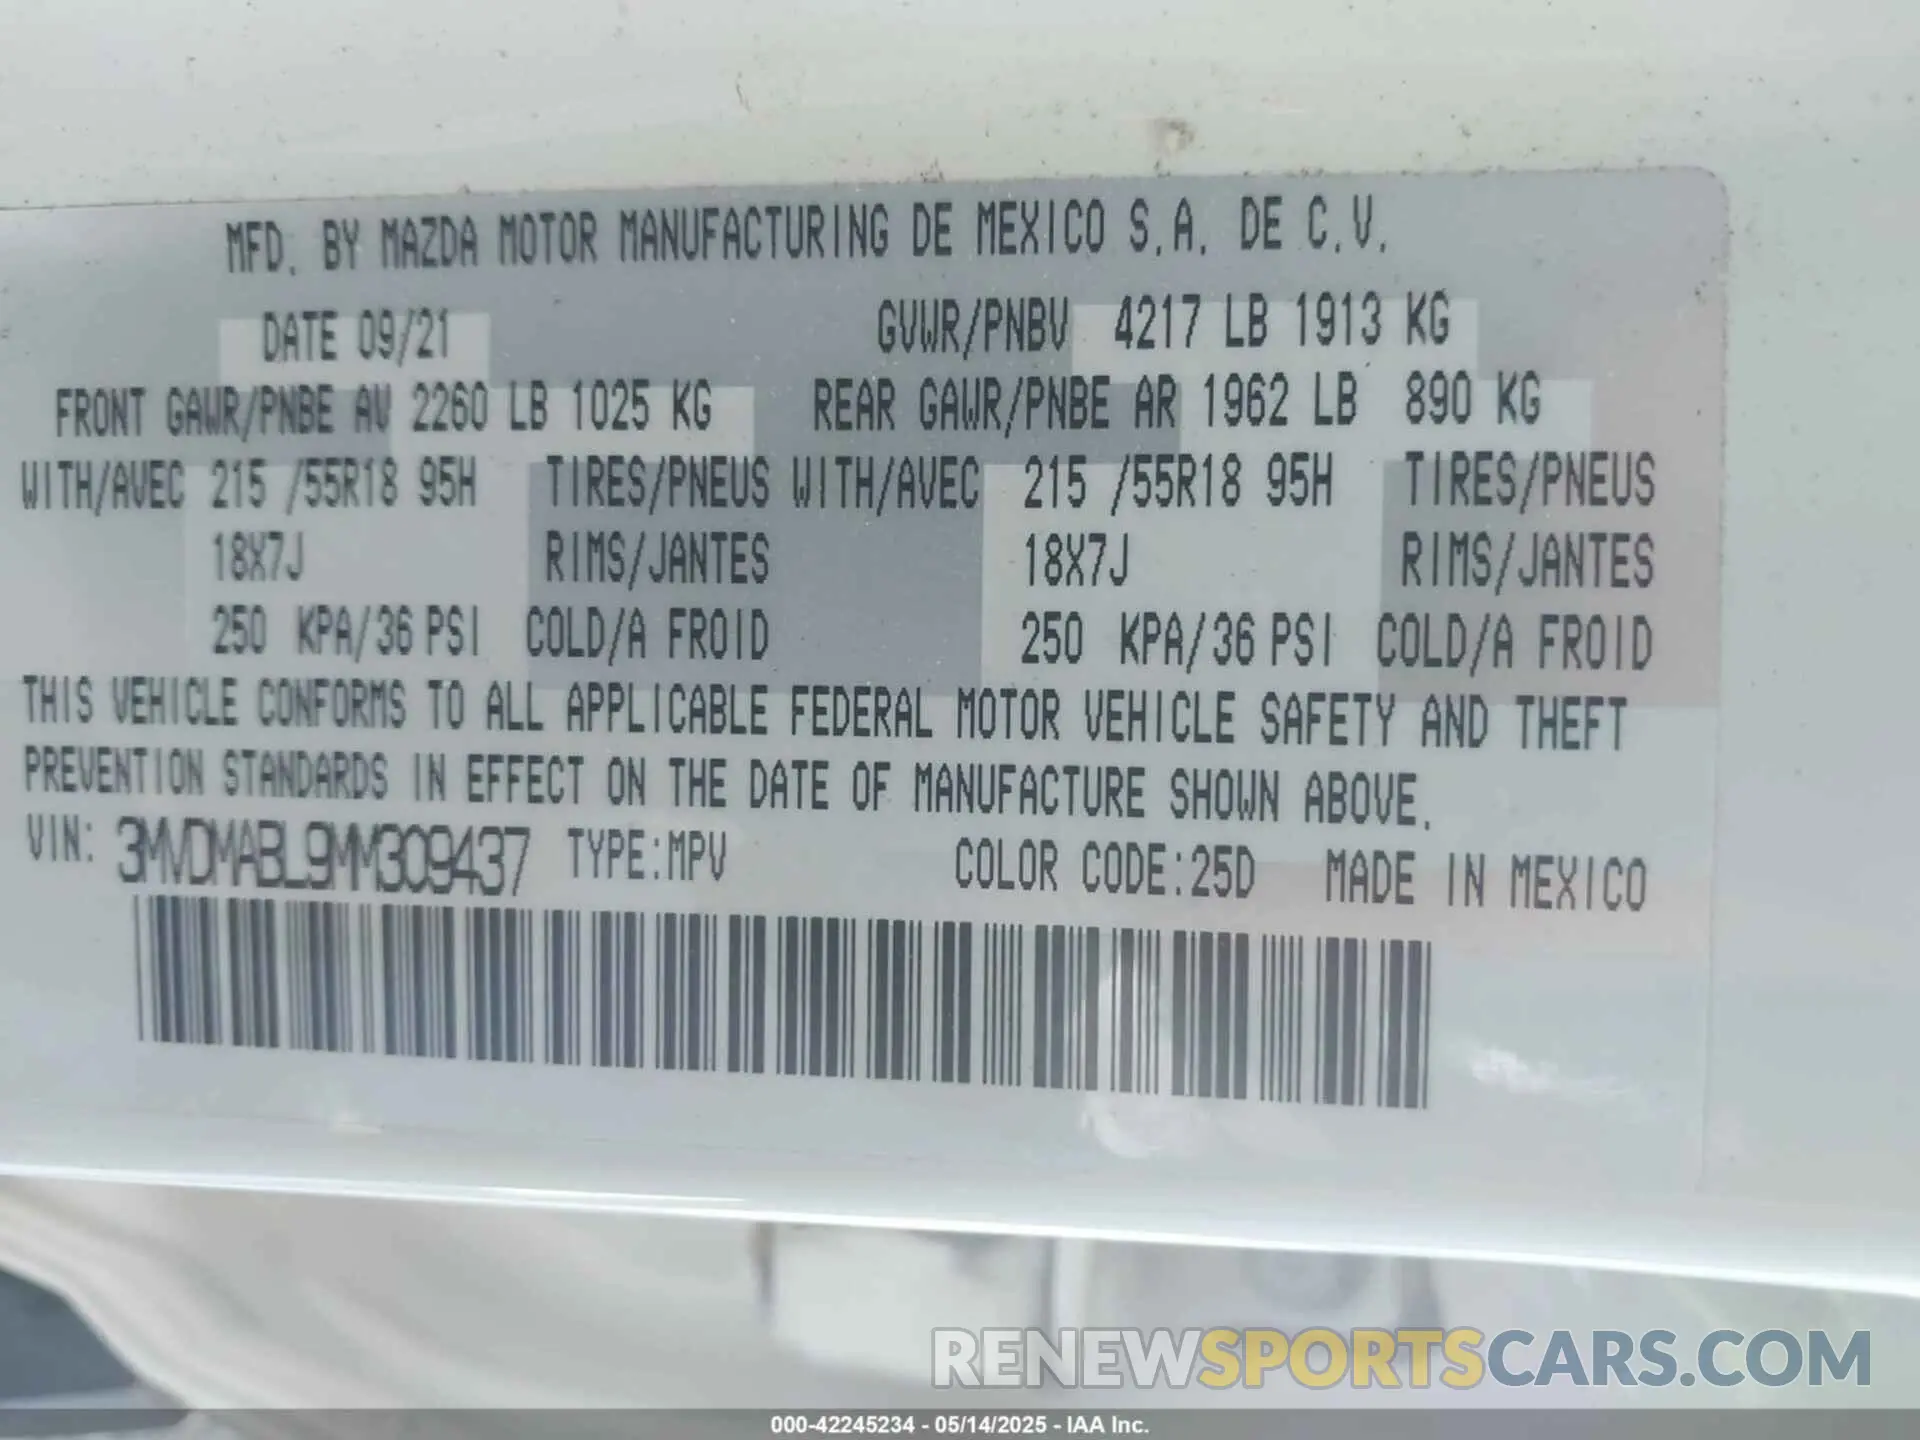 MFD. BY MAZDA MOTOR MANUFACTURING DE MEXICO S.A. DE C.V.
DATE 09/21 GVWR/PNBV 4217 LB 1913 KG
FRONT GAWR/PNBE AV 2260 LB 1025 KG REAR GAWR/PNBE AR 1962 LB 890 KG
WITH/AVEC 215 /55R18 95H TIRES/PNEUS WITH/AVEC 215 /55R18 95H TIRES/PNEUS
18X7J RIMS/JANTES 18X7J RIMS/JANTES
250 KPA/36 PSI COLD/A FROID 250 KPA/36 PSI COLD/A FROID
THIS VEHICLE CONFORMS TO ALL APPLICABLE FEDERAL MOTOR VEHICLE SAFETY AND THEFT
PREVENTION STANDARDS IN EFFECT ON THE DATE OF MANUFACTURE SHOWN ABOVE.
VIN: 3MVDMABL9MM309437 TYPE:MPV COLOR CODE:25D MADE IN MEXICO
RENEWSPORTSCARS.COM
000-42245234 - 05/14/2025 - IAA Inc.